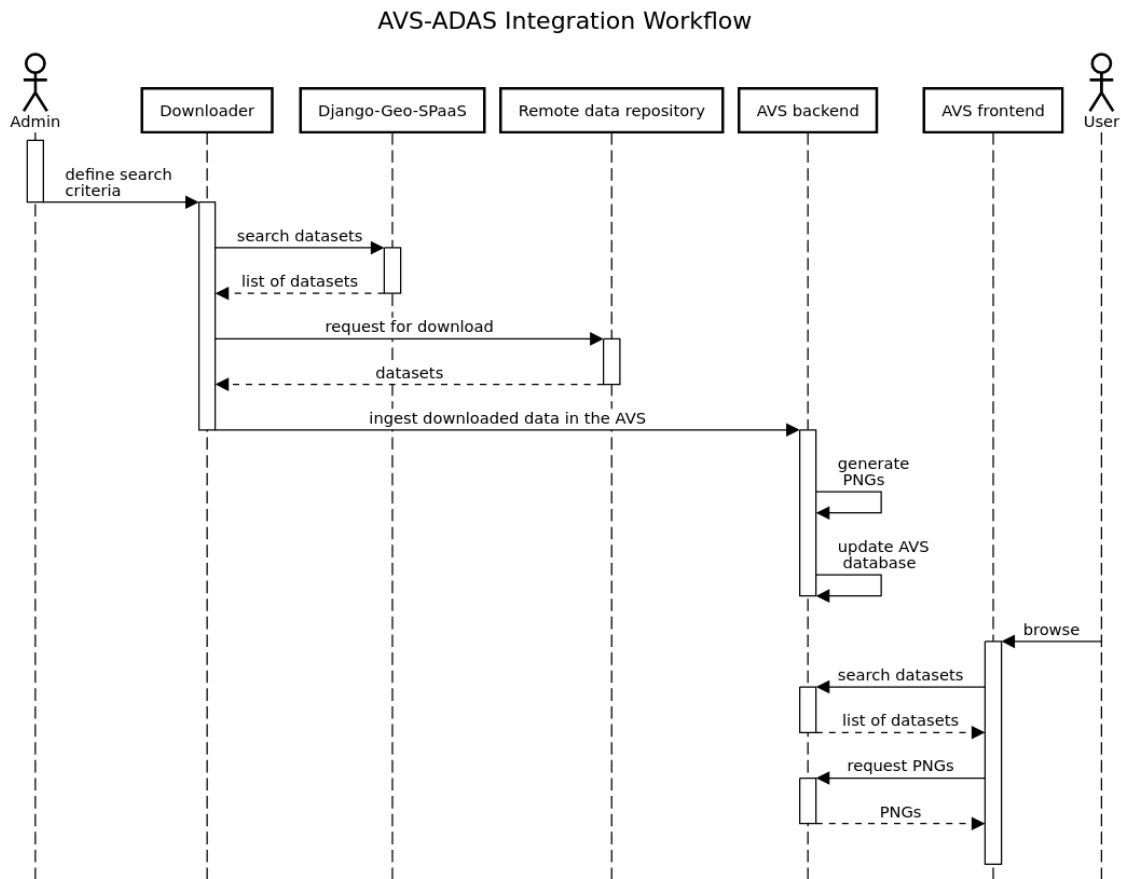 AVS-ADAS Integration Workflow
Admin
Downloader
Django-Geo-SPaaS
Remote data repository
AVS backend
AVS frontend
User
define search
criteria
search datasets
list of datasets
request for download
datasets
ingest downloaded data in the AVS
generate
PNGs
update AVS
database
browse
search datasets
list of datasets
request PNGs
PNGs